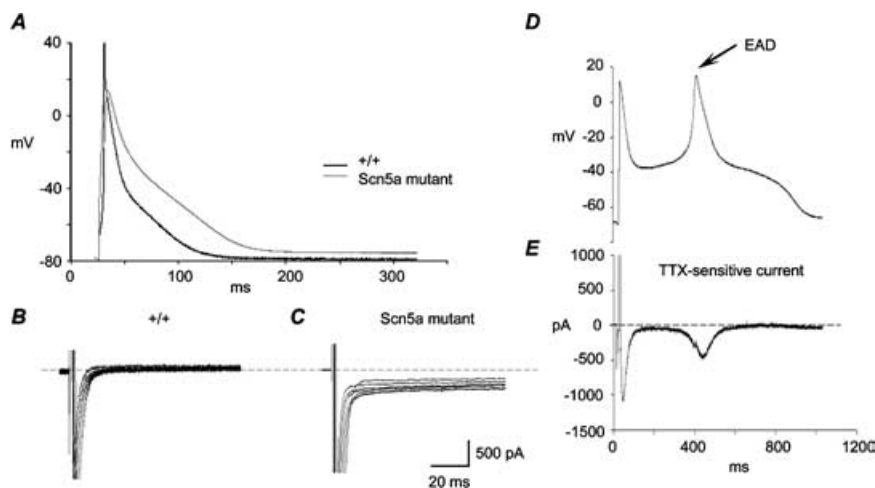 A
40
0
mV
-40
-80
0
100
200
300
ms
+/+
Scn5a mutant
B
+/+
C
Scn5a mutant
500 pA
20 ms
D
EAD
20
0
mV
-20
-40
-60
E
1000
500
pA
0
-500
-1000
-1500
TTX-sensitive current
0
400
800
1200
ms